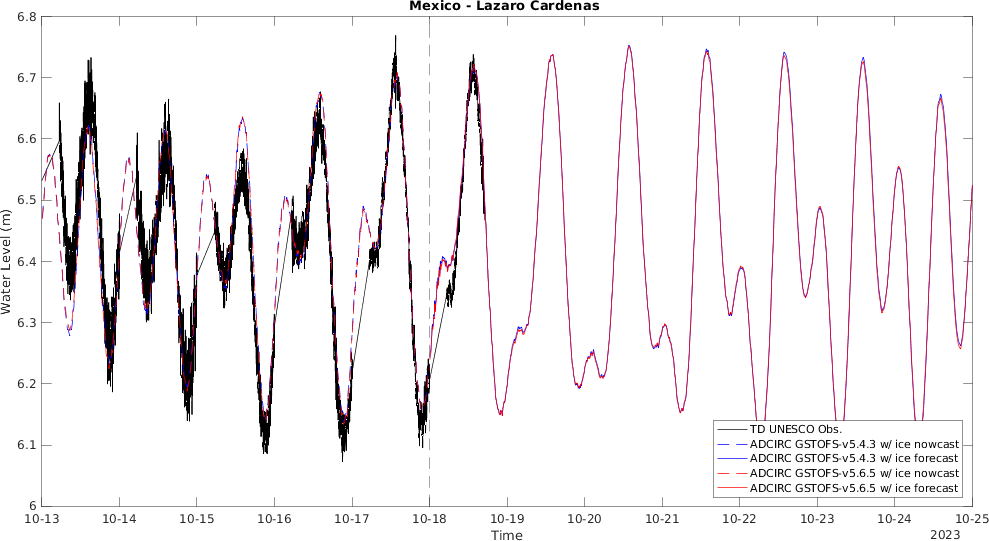 Mexico - Lazaro Cardenas
Water Level (m)
6.8
6.7
6.6
6.5
6.4
6.3
6.2
6.1
6
10-13 10-14 10-15 10-16 10-17 10-18 10-19 10-20 10-21 10-22 10-23 10-24 10-25
Time
2023
TD UNESCO Obs.
ADCIRC GSTOFS-v5.4.3 w/ ice nowcast
ADCIRC GSTOFS-v5.4.3 w/ ice forecast
ADCIRC GSTOFS-v5.6.5 w/ ice nowcast
ADCIRC GSTOFS-v5.6.5 w/ ice forecast